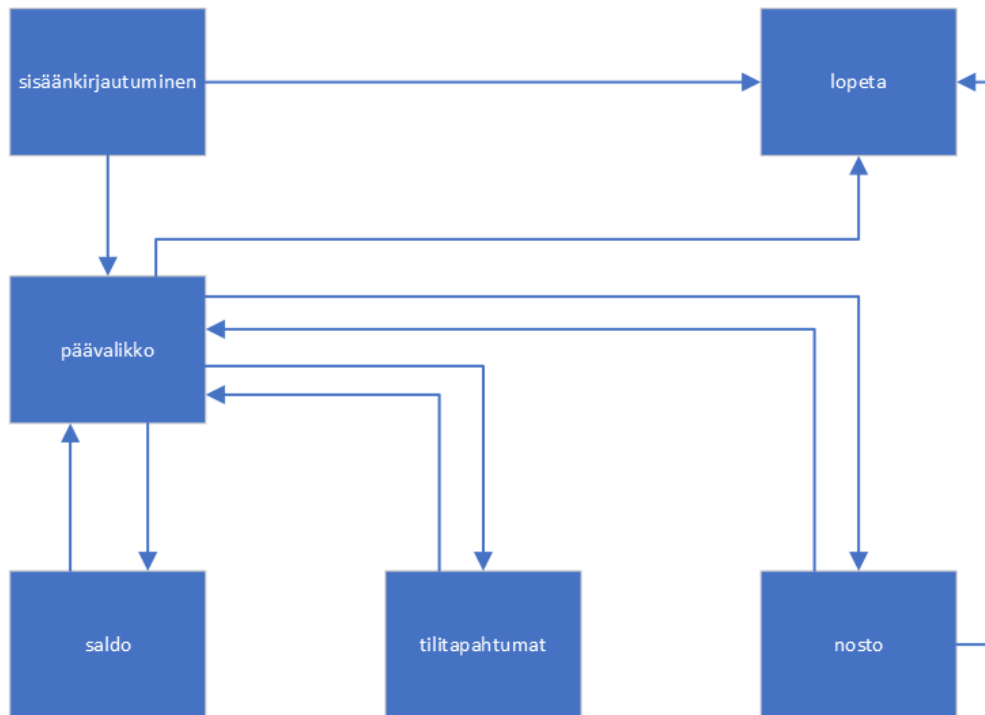 sisäänkirjautuminen
lopeta
päävalikko
saldo
tilitapahtumat
nosto